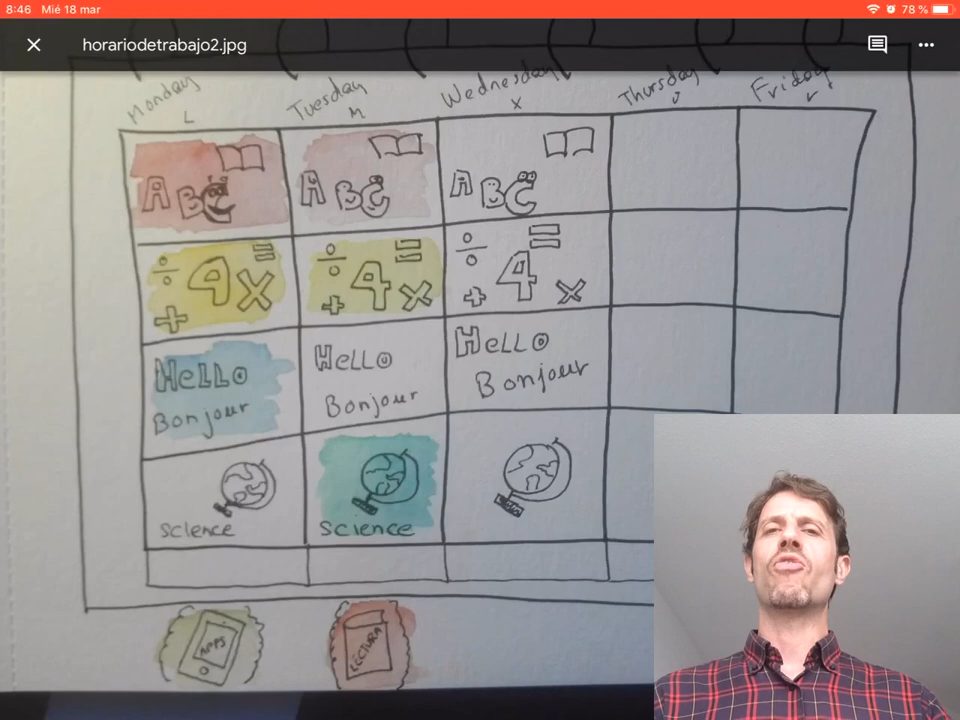 8:46 Mié 18 mar 78 %
horariodetrabajo2.jpg
Monday Tuesday Wednesday Thursday Friday
L M X J V
ABC ABC ABC
÷ 4 = + x ÷ 4 = + x ÷ 4 = + x
Hello Hello Hello
Bonjour Bonjour Bonjour
science science
APPS LECTURA